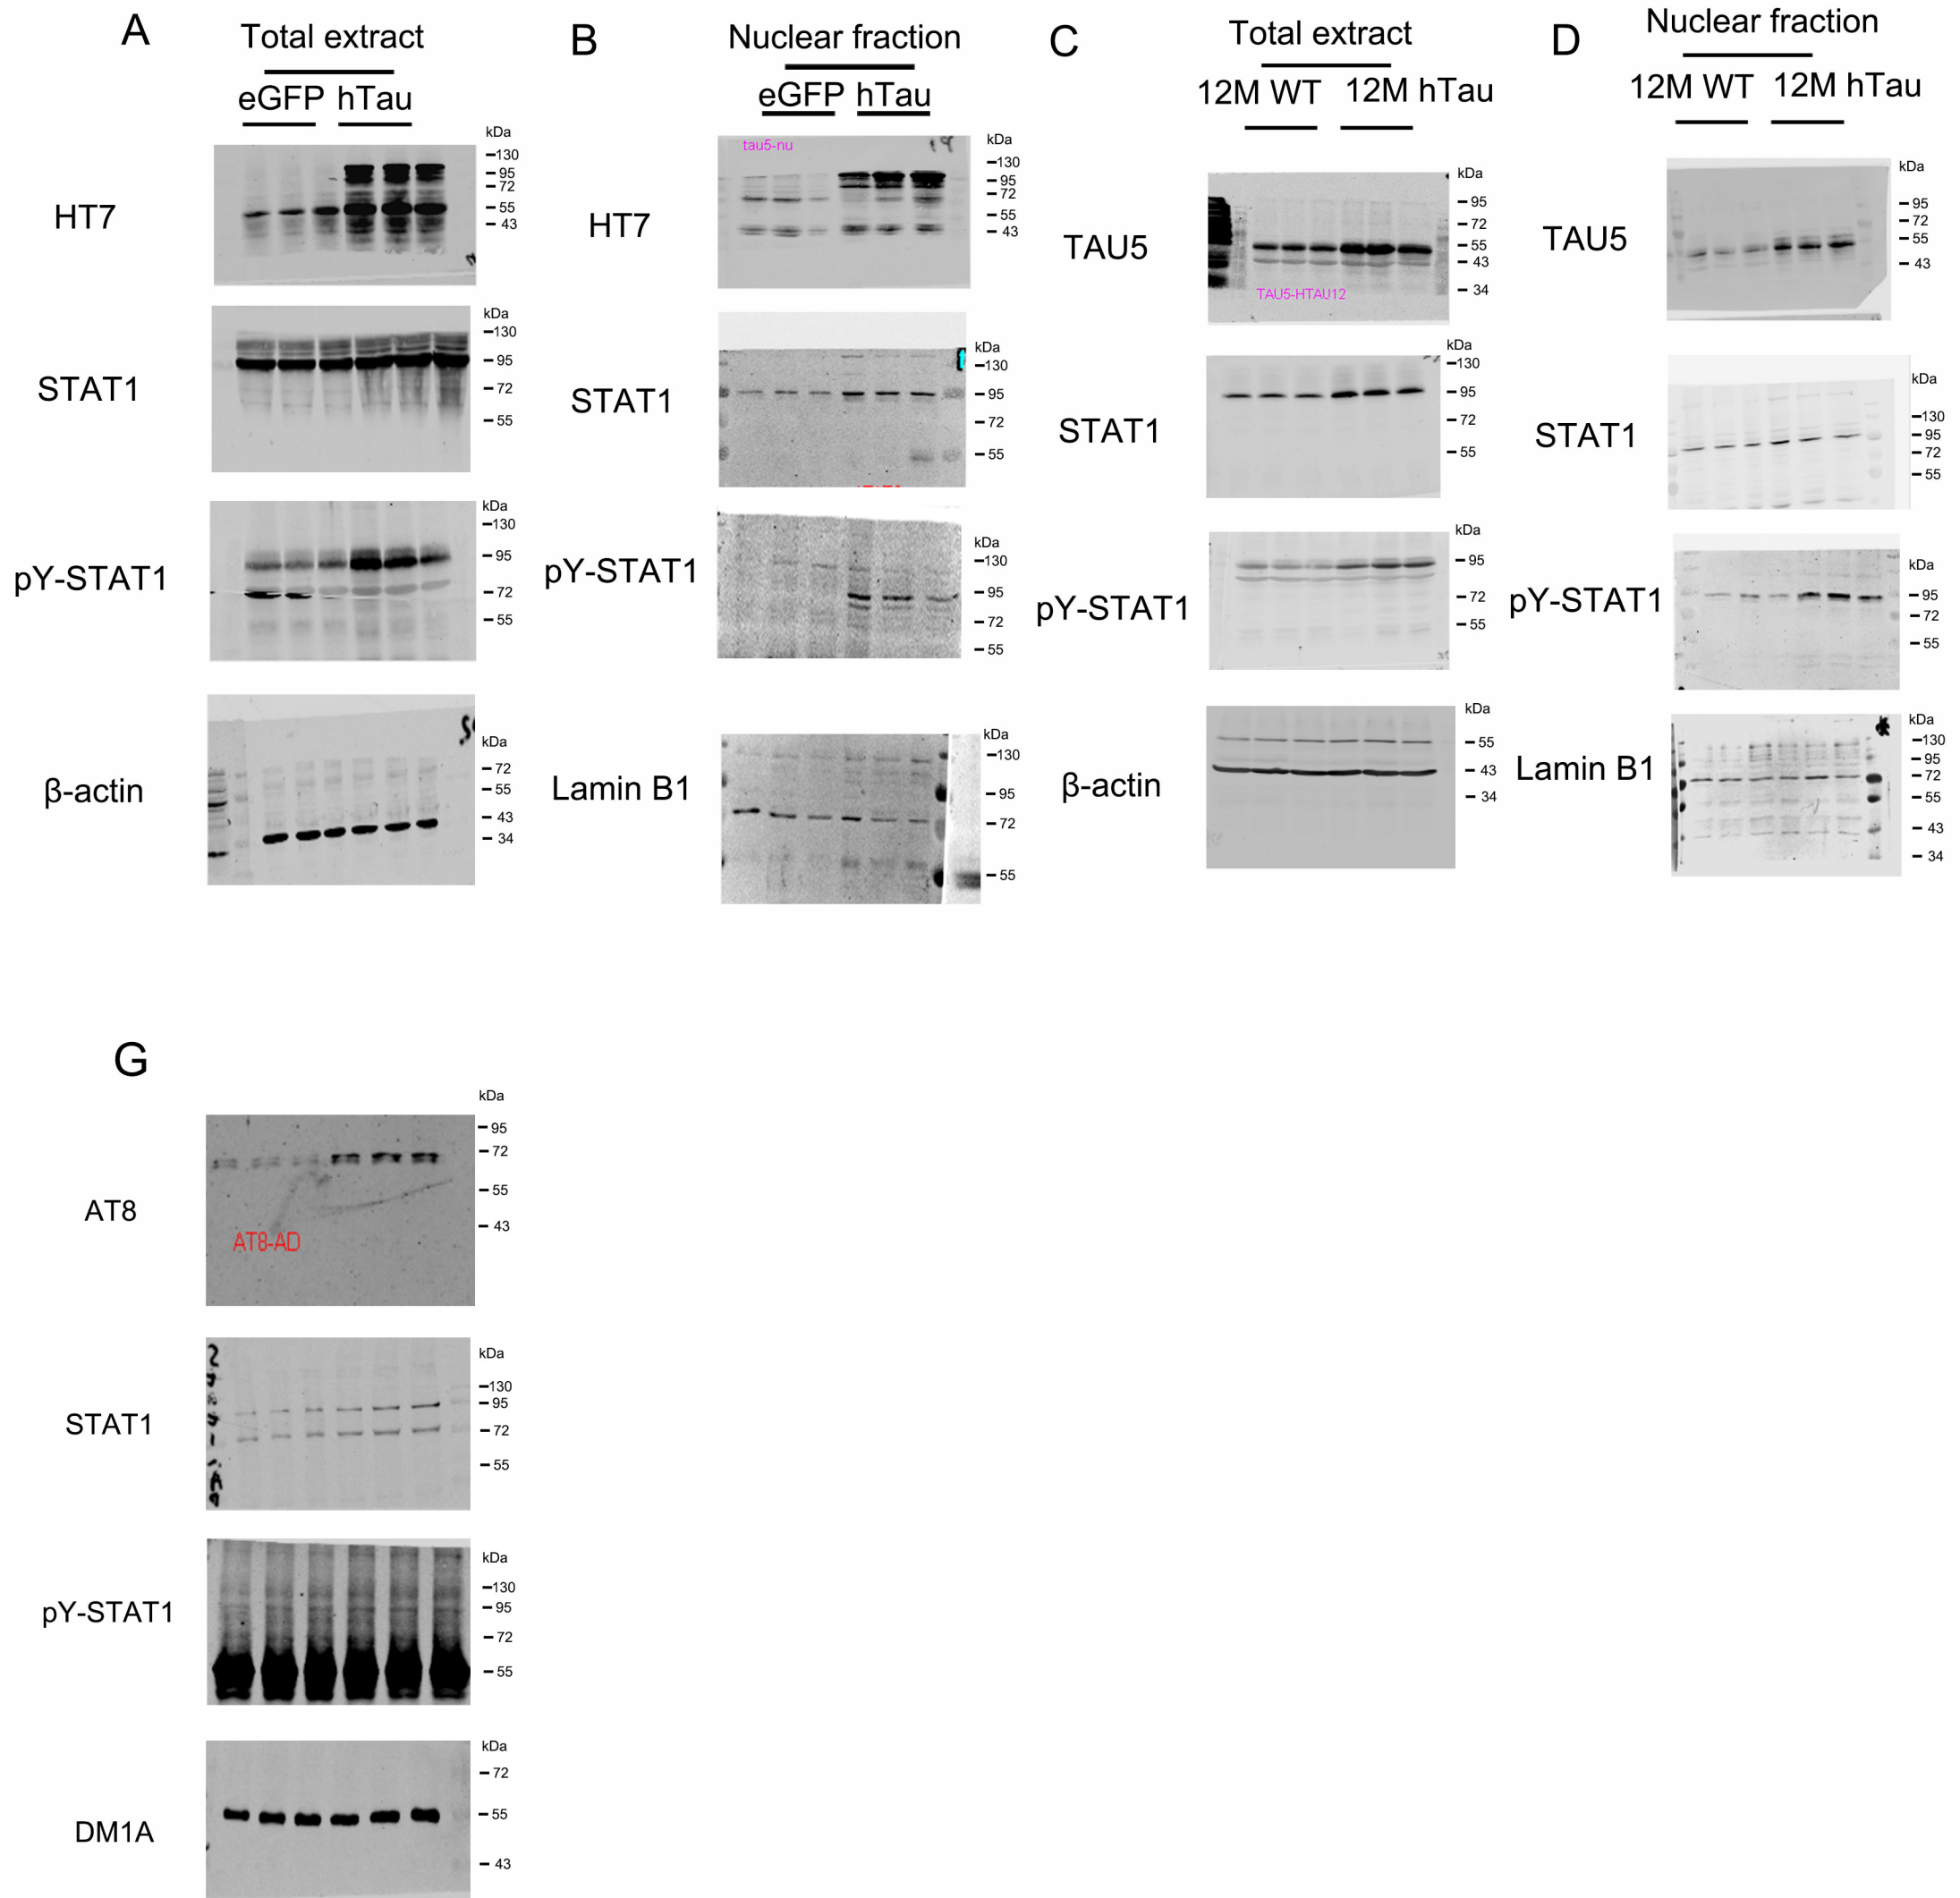 A
Total extract
eGFP hTau
HT7
kDa
130
95
72
55
43
STAT1
kDa
130
95
72
55
pY-STAT1
kDa
130
95
72
55
β-actin
kDa
72
55
43
34
B
Nuclear fraction
eGFP hTau
HT7
tau5-nu
kDa
130
95
72
55
43
STAT1
kDa
130
95
72
55
pY-STAT1
kDa
130
95
72
55
Lamin B1
kDa
130
95
72
55
C
Total extract
12M WT 12M hTau
TAU5
TAU5-HTAU12
kDa
95
72
55
43
34
STAT1
kDa
130
95
72
55
pY-STAT1
kDa
95
72
55
β-actin
kDa
55
43
34
D
Nuclear fraction
12M WT 12M hTau
TAU5
kDa
95
72
55
43
STAT1
kDa
130
95
72
55
pY-STAT1
kDa
95
72
55
Lamin B1
kDa
130
95
72
55
43
34
G
AT8
AT8-AD
kDa
95
72
55
43
STAT1
kDa
130
95
72
55
pY-STAT1
kDa
130
95
72
55
DM1A
kDa
72
55
43